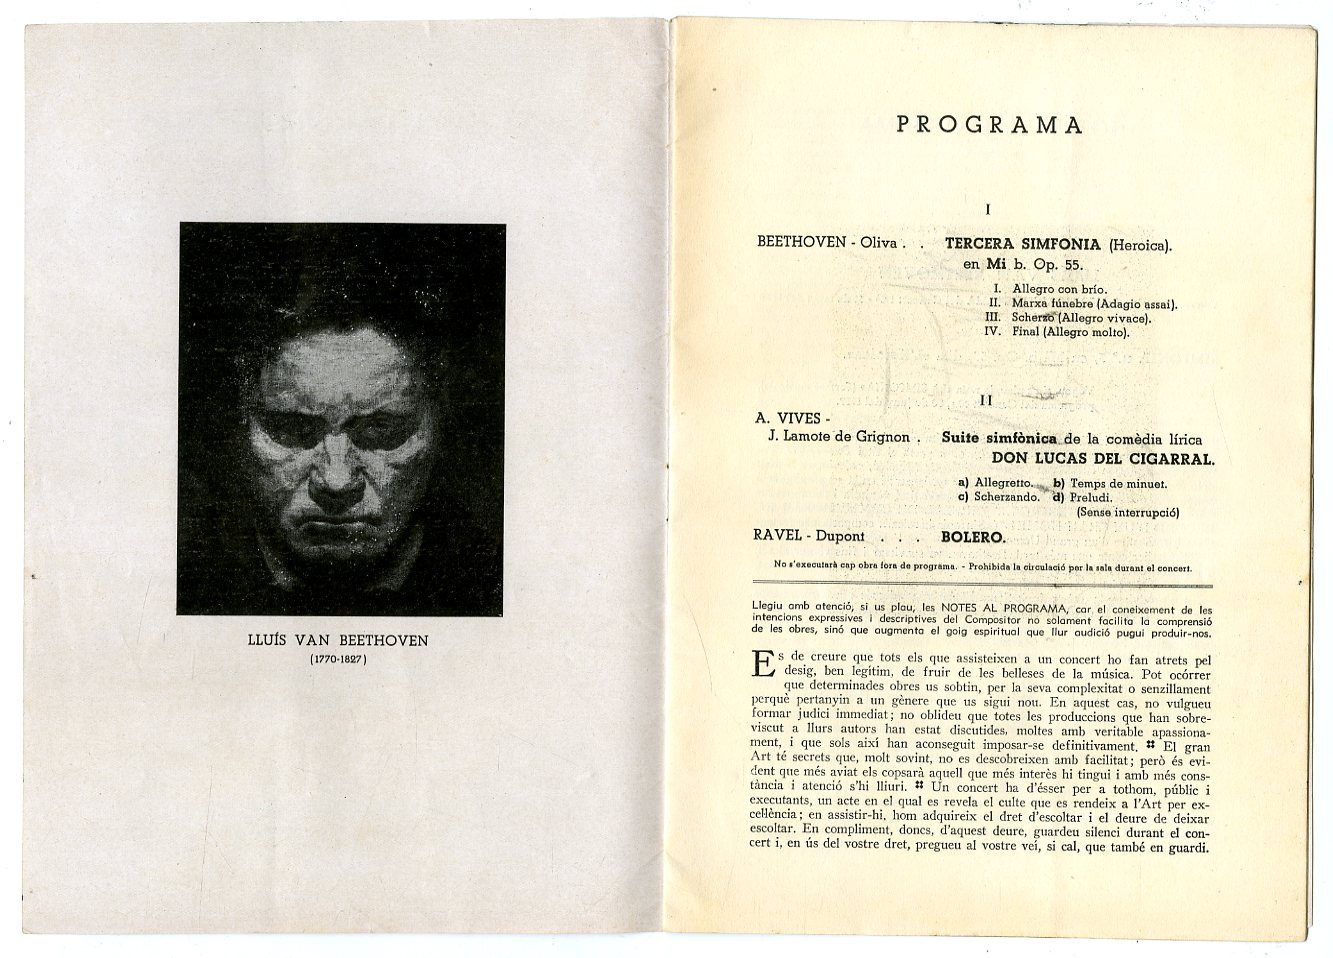 LLUÍS VAN BEETHOVEN
(1770-1827)
PROGRAMA
I
BEETHOVEN - Oliva . . TERCERA SIMFONIA (Heroica).
en Mi b. Op. 55.
I. Allegro con brío.
II. Marxa fúnebre (Adagio assai).
III. Scherzo (Allegro vivace).
IV. Final (Allegro molto).
II
A. VIVES -
J. Lamote de Grignon . Suite simfònica de la comèdia lírica
DON LUCAS DEL CIGARRAL.
a) Allegretto. b) Temps de minuet.
c) Scherzando. d) Preludi.
(Sense interrupció)
RAVEL - Dupont . . . BOLERO.
No s'executarà cap obra fora de programa. - Prohibida la circulació per la sala durant el concert.
Llegiu amb atenció, si us plau, les NOTES AL PROGRAMA, car el coneixement de les
intencions expressives i descriptives del Compositor no solament facilita la comprensió
de les obres, sinó que augmenta el goig espiritual que llur audició pugui produir-nos.
Es de creure que tots els que assisteixen a un concert ho fan atrets pel
desig, ben legítim, de fruir de les belleses de la música. Pot ocórrer
que determinades obres us sobtin, per la seva complexitat o senzillament
perquè pertanyin a un gènere que us sigui nou. En aquest cas, no vulgueu
formar judici immediat; no oblideu que totes les produccions que han sobre-
viscut a llurs autors han estat discutides, moltes amb veritable apassiona-
ment, i que sols així han aconseguit imposar-se definitivament. ⌗ El gran
Art té secrets que, molt sovint, no es descobreixen amb facilitat; però és evi-
dent que més aviat els copsarà aquell que més interès hi tingui i amb més cons-
tància i atenció s'hi lliuri. ⌗ Un concert ha d'ésser per a tothom, públic i
executants, un acte en el qual es revela el culte que es rendeix a l'Art per ex-
cel·lència; en assistir-hi, hom adquireix el dret d'escoltar i el deure de deixar
escoltar. En compliment, doncs, d'aquest deure, guardeu silenci durant el con-
cert i, en ús del vostre dret, pregueu al vostre veí, si cal, que també en guardi.